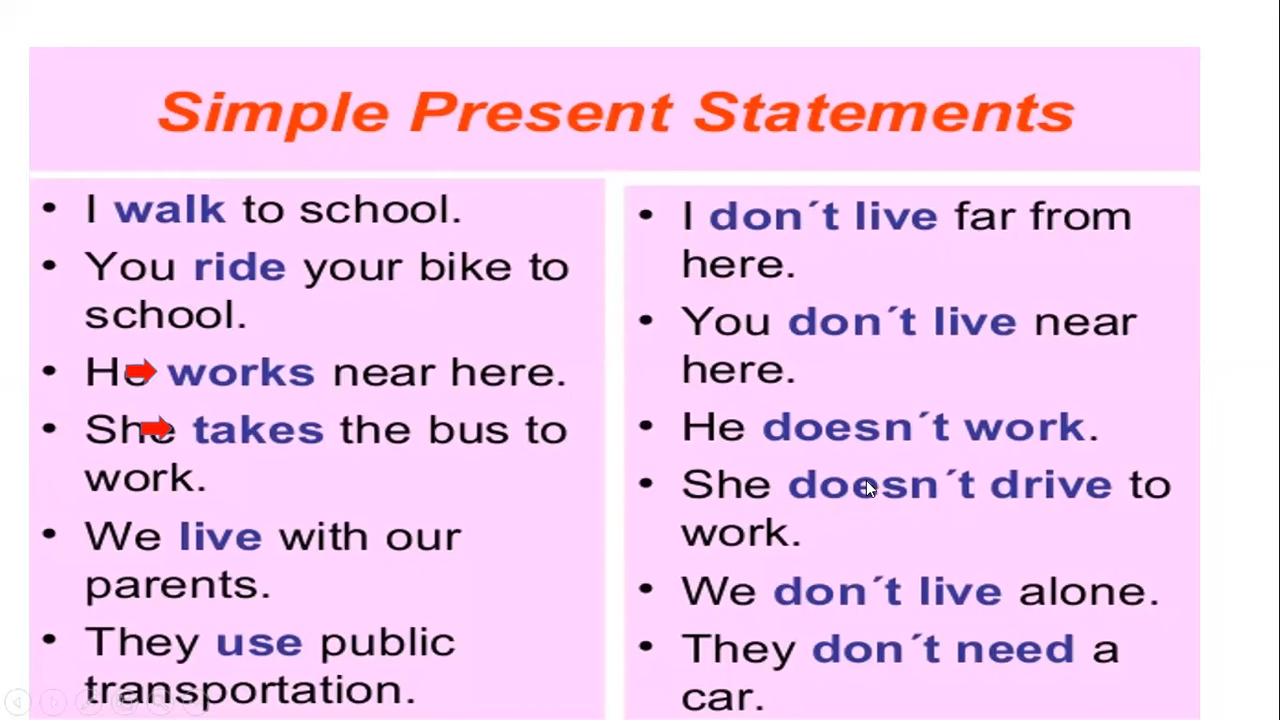 Simple Present Statements
• I walk to school.
• You ride your bike to
school.
• He works near here.
• She takes the bus to
work.
• We live with our
parents.
• They use public
transportation.
• I don´t live far from
here.
• You don´t live near
here.
• He doesn´t work.
• She doesn´t drive to
work.
• We don´t live alone.
• They don´t need a
car.